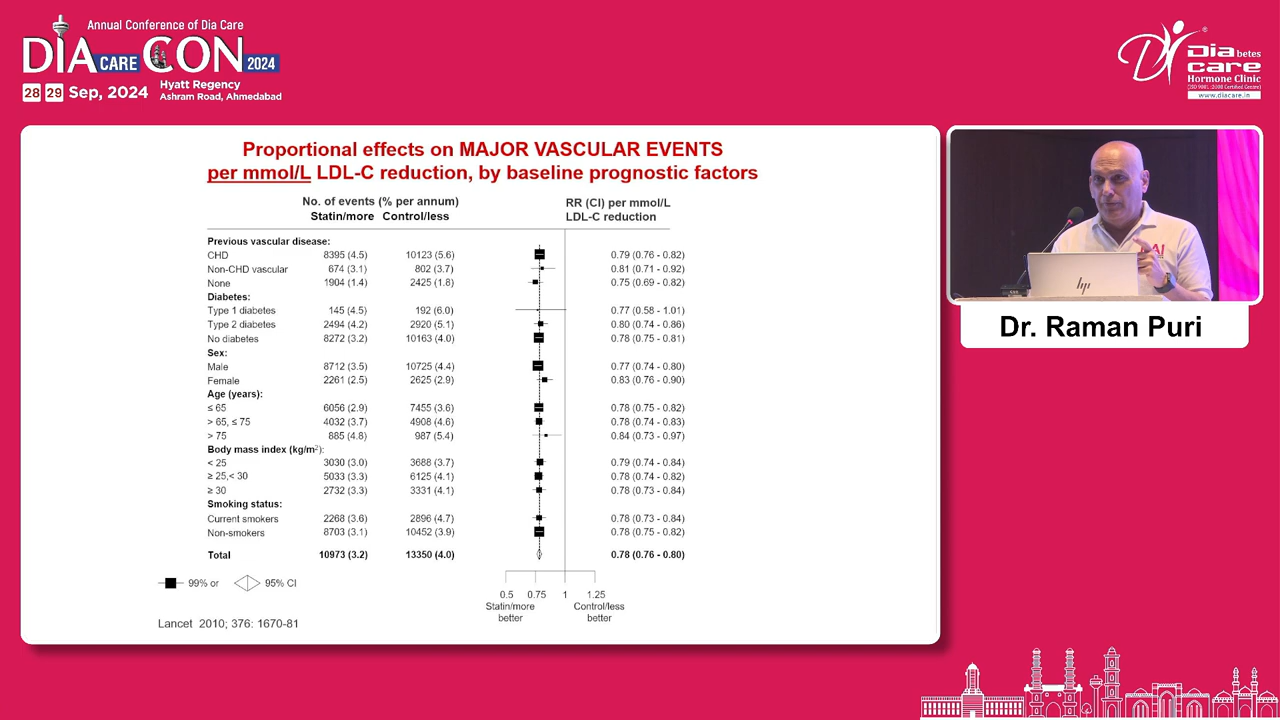 Annual Conference of Dia Care
DIA CARE CON 2024
28 29 Sep, 2024
Hyatt Regency
Ashram Road, Ahmedabad
Dia betes
care
Hormone Clinic
(ISO 9001 :2008 Certified Centre)
www.diacare.in
Proportional effects on MAJOR VASCULAR EVENTS
per mmol/L LDL-C reduction, by baseline prognostic factors
No. of events (% per annum) RR (CI) per mmol/L
Statin/more Control/less LDL-C reduction
Previous vascular disease:
CHD 8395 (4.5) 10123 (5.6) 0.79 (0.76 - 0.82)
Non-CHD vascular 674 (3.1) 802 (3.7) 0.81 (0.71 - 0.92)
None 1904 (1.4) 2425 (1.8) 0.75 (0.69 - 0.82)
Diabetes:
Type 1 diabetes 145 (4.5) 192 (6.0) 0.77 (0.58 - 1.01)
Type 2 diabetes 2494 (4.2) 2920 (5.1) 0.80 (0.74 - 0.86)
No diabetes 8272 (3.2) 10163 (4.0) 0.78 (0.75 - 0.81)
Sex:
Male 8712 (3.5) 10725 (4.4) 0.77 (0.74 - 0.80)
Female 2261 (2.5) 2625 (2.9) 0.83 (0.76 - 0.90)
Age (years):
≤ 65 6056 (2.9) 7455 (3.6) 0.78 (0.75 - 0.82)
> 65, ≤ 75 4032 (3.7) 4908 (4.6) 0.78 (0.74 - 0.83)
> 75 885 (4.8) 987 (5.4) 0.84 (0.73 - 0.97)
Body mass index (kg/m²):
< 25 3030 (3.0) 3688 (3.7) 0.79 (0.74 - 0.84)
≥ 25,< 30 5033 (3.3) 6125 (4.1) 0.78 (0.74 - 0.82)
≥ 30 2732 (3.3) 3331 (4.1) 0.78 (0.73 - 0.84)
Smoking status:
Current smokers 2268 (3.6) 2896 (4.7) 0.78 (0.73 - 0.84)
Non-smokers 8703 (3.1) 10452 (3.9) 0.78 (0.75 - 0.82)
Total 10973 (3.2) 13350 (4.0) 0.78 (0.76 - 0.80)
99% or 95% CI
0.5 0.75 1 1.25
Statin/more Control/less
better better
Lancet 2010; 376: 1670-81
hp
Dr. Raman Puri